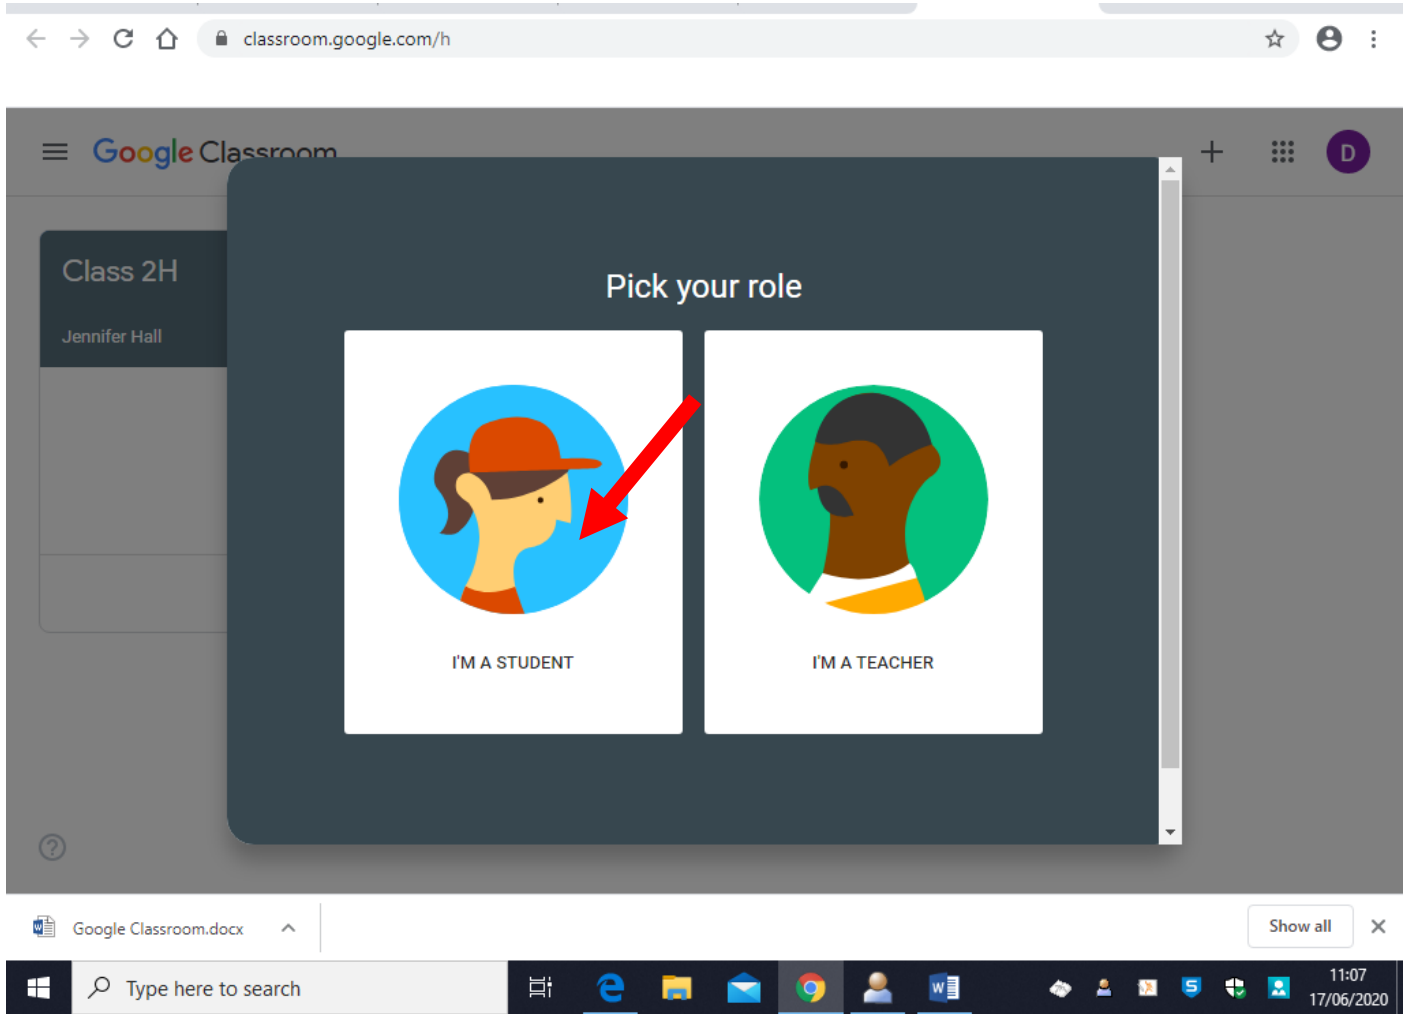 classroom.google.com/h
Google Classroom
D
Class 2H
Jennifer Hall
Pick your role
I'M A STUDENT
I'M A TEACHER
Google Classroom.docx
Show all
Type here to search
11:07
17/06/2020